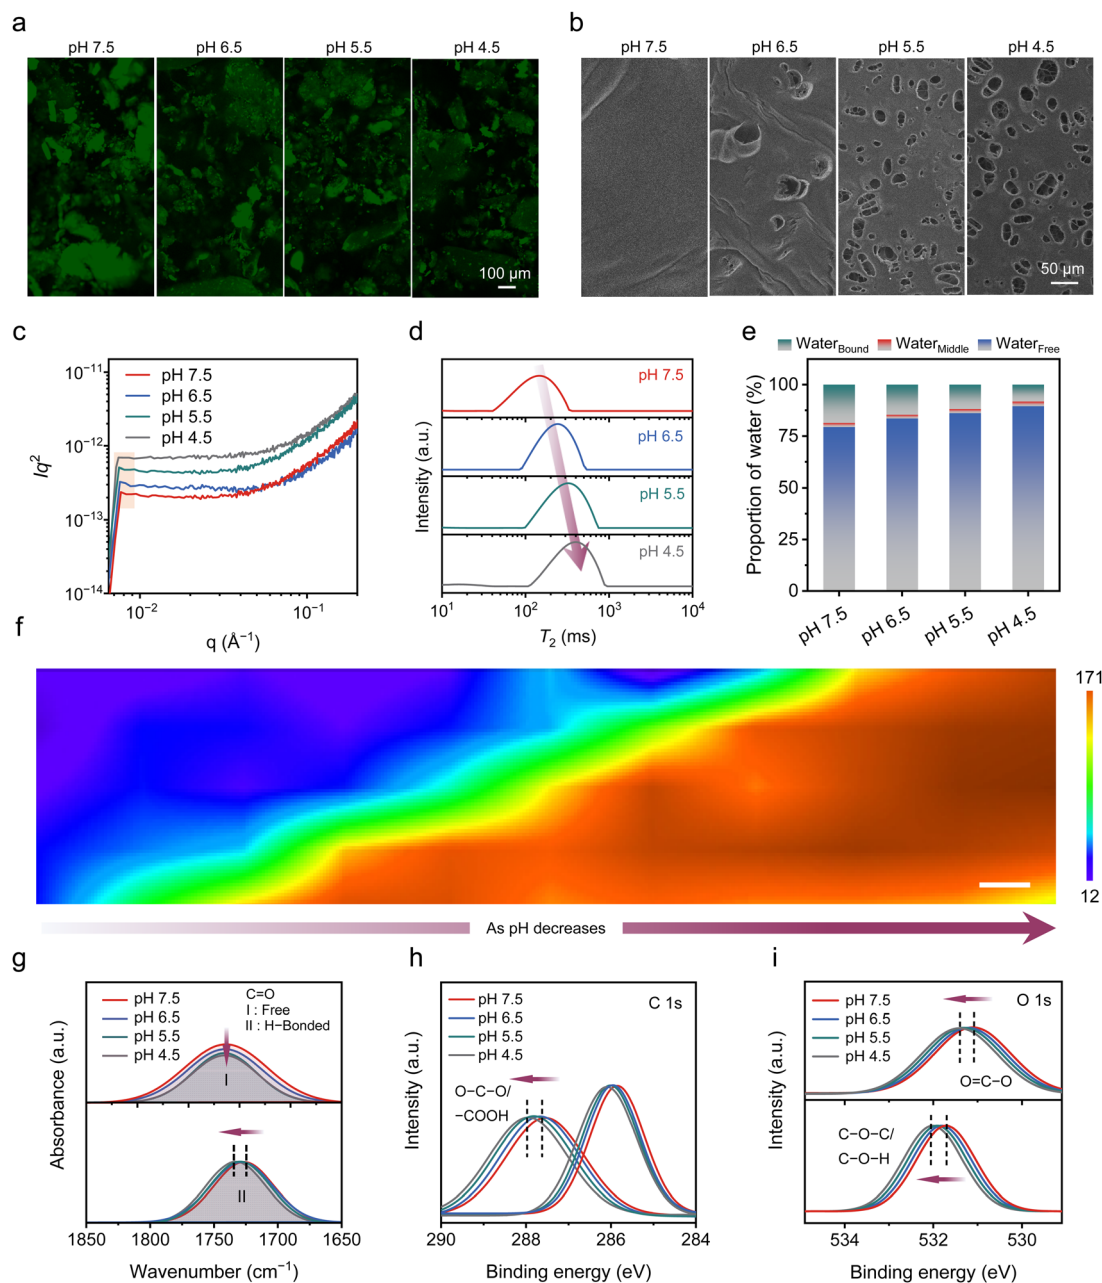 a
pH 7.5 pH 6.5 pH 5.5 pH 4.5
100 μm
b
pH 7.5 pH 6.5 pH 5.5 pH 4.5
50 μm
c
pH 7.5
pH 6.5
pH 5.5
pH 4.5
Iq²
10⁻¹¹
10⁻¹²
10⁻¹³
10⁻¹⁴
10⁻² 10⁻¹
q (Å⁻¹)
d
pH 7.5
pH 6.5
pH 5.5
pH 4.5
Intensity (a.u.)
10¹ 10² 10³ 10⁴
T₂ (ms)
e
Water_Bound Water_Middle Water_Free
Proportion of water (%)
100
75
50
25
0
pH 7.5 pH 6.5 pH 5.5 pH 4.5
f
171
12
As pH decreases
g
pH 7.5
pH 6.5
pH 5.5
pH 4.5
C=O
I : Free
II : H−Bonded
I
II
Absorbance (a.u.)
1850 1800 1750 1700 1650
Wavenumber (cm⁻¹)
h
pH 7.5
pH 6.5
pH 5.5
pH 4.5
C 1s
O−C−O/
−COOH
Intensity (a.u.)
290 288 286 284
Binding energy (eV)
i
pH 7.5
pH 6.5
pH 5.5
pH 4.5
O 1s
O=C−O
C−O−C/
C−O−H
Intensity (a.u.)
534 531 530
Binding energy (eV)